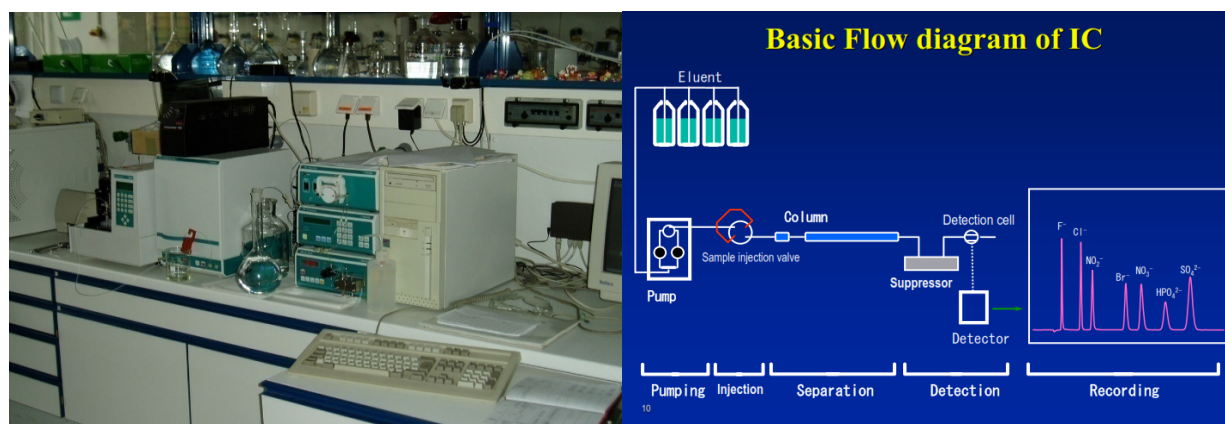 Basic Flow diagram of IC
Eluent
Column
Detection cell
Sample injection valve
Pump
Suppressor
Detector
F⁻
Cl⁻
NO₂⁻
Br⁻
NO₃⁻
HPO₄²⁻
SO₄²⁻
Pumping
Injection
Separation
Detection
Recording
10